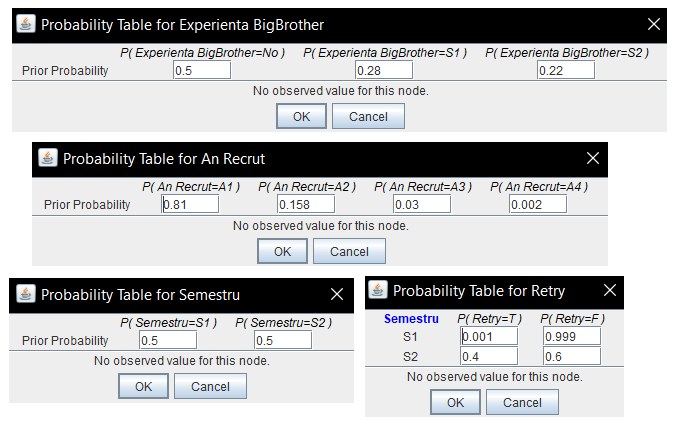 Probability Table for Experienta BigBrother
P( Experienta BigBrother=No ) P( Experienta BigBrother=S1 ) P( Experienta BigBrother=S2 )
Prior Probability 0.5 0.28 0.22
No observed value for this node.
OK Cancel
Probability Table for An Recrut
P( An Recrut=A1 ) P( An Recrut=A2 ) P( An Recrut=A3 ) P( An Recrut=A4 )
Prior Probability 0.81 0.158 0.03 0.002
No observed value for this node.
OK Cancel
Probability Table for Semestru
P( Semestru=S1 ) P( Semestru=S2 )
Prior Probability 0.5 0.5
No observed value for this node.
OK Cancel
Probability Table for Retry
Semestru P( Retry=T ) P( Retry=F )
S1 0.001 0.999
S2 0.4 0.6
No observed value for this node.
OK Cancel